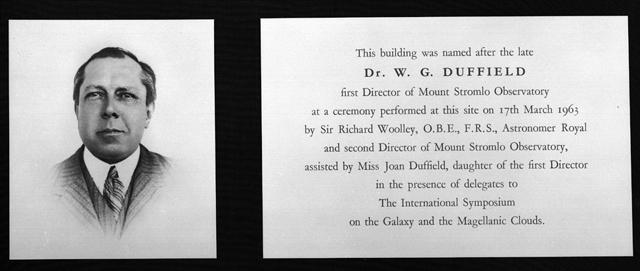 This building was named after the late
Dr. W. G. DUFFIELD
first Director of Mount Stromlo Observatory
at a ceremony performed at this site on 17th March 1963
by Sir Richard Woolley, O.B.E., F.R.S., Astronomer Royal
and second Director of Mount Stromlo Observatory,
assisted by Miss Joan Duffield, daughter of the first Director
in the presence of delegates to
The International Symposium
on the Galaxy and the Magellanic Clouds.